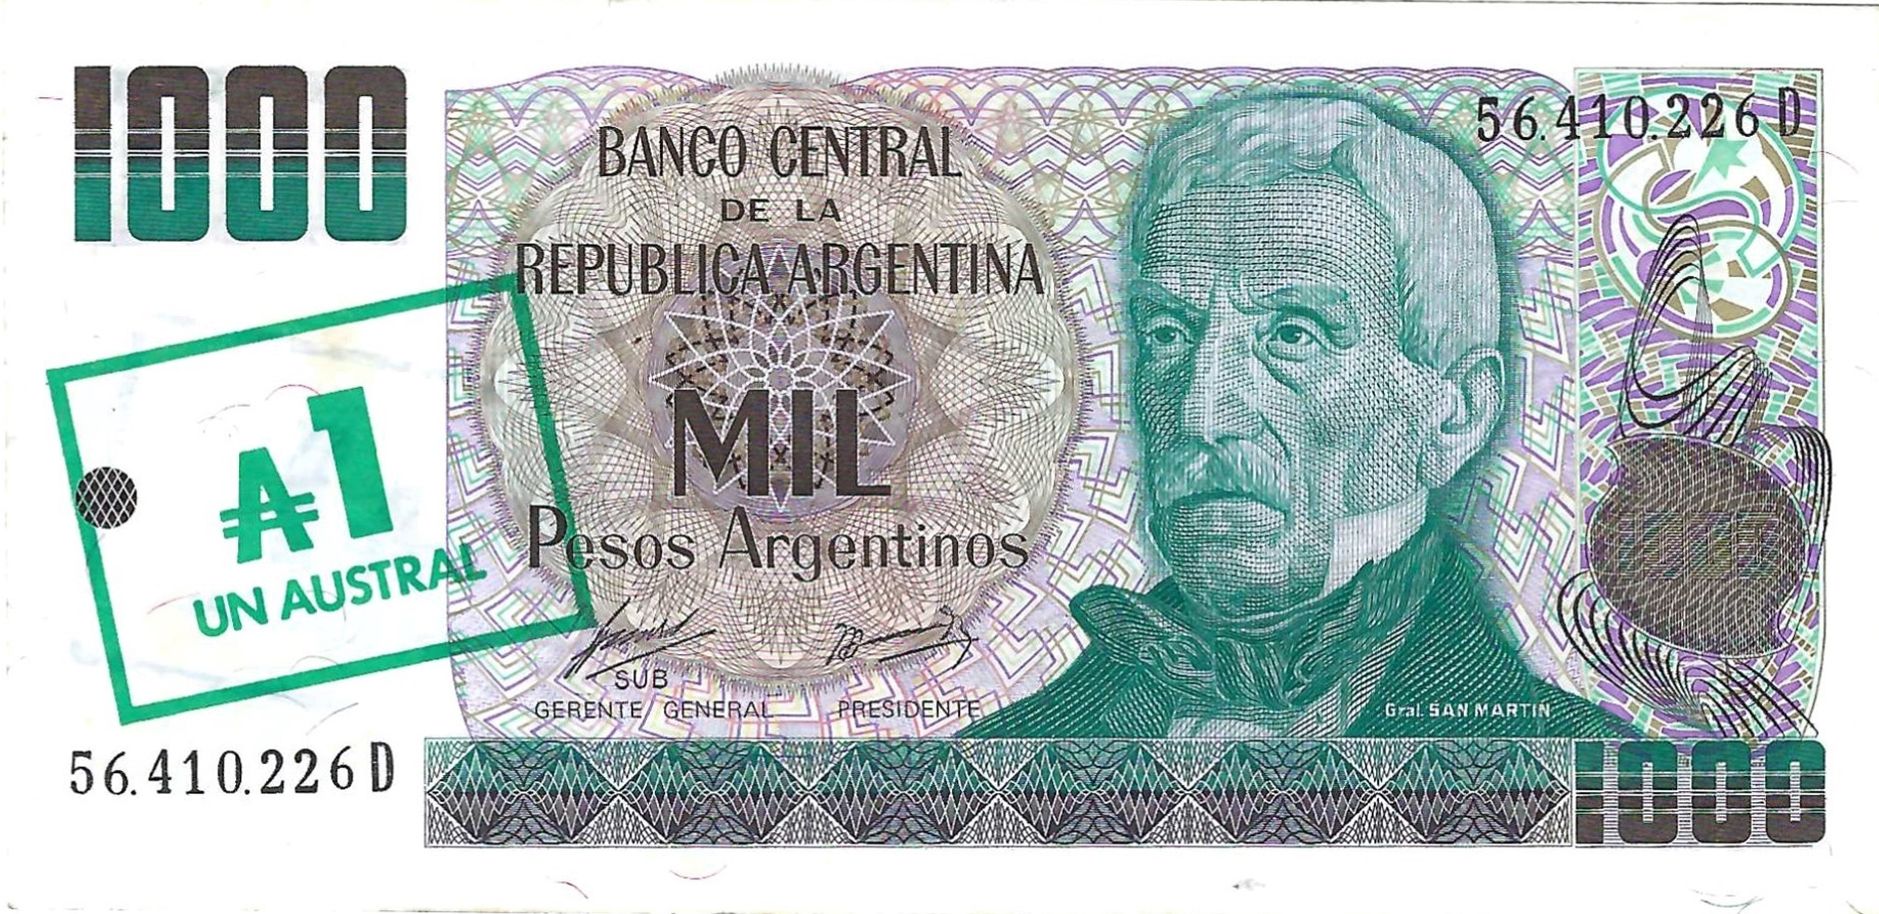 1000
56.410.226 D
BANCO CENTRAL
DE LA
REPUBLICA ARGENTINA
₳1
UN AUSTRAL
MIL
Pesos Argentinos
SUB
GERENTE GENERAL PRESIDENTE
Gral. SAN MARTIN
56.410.226 D
1000